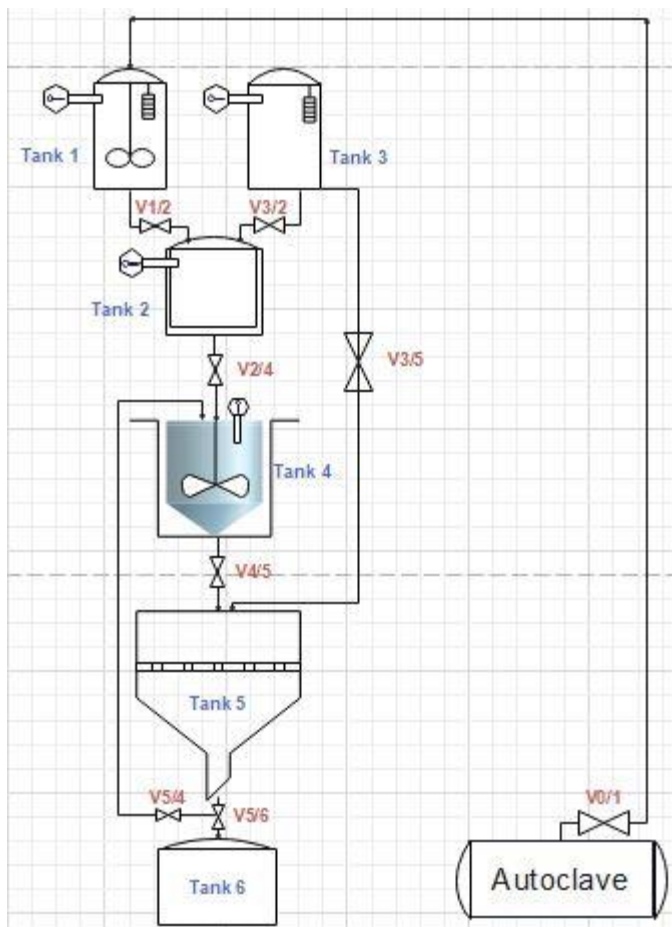 Tank 1
Tank 3
V1/2
V3/2
Tank 2
V2/4
V3/5
Tank 4
V4/5
Tank 5
V5/4
V5/6
V0/1
Tank 6
Autoclave